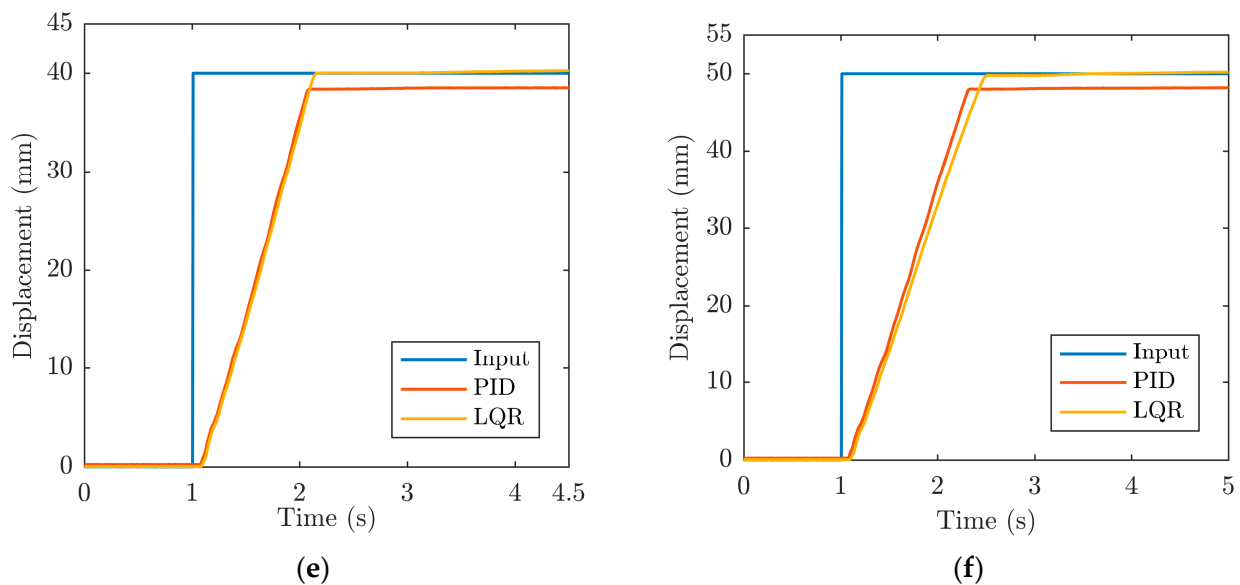 45
40
30
20
10
0
Displacement (mm)
Input
PID
LQR
0 1 2 3 4 4.5
Time (s)
(e)
55
50
40
30
20
10
0
Displacement (mm)
Input
PID
LQR
0 1 2 3 4 5
Time (s)
(f)